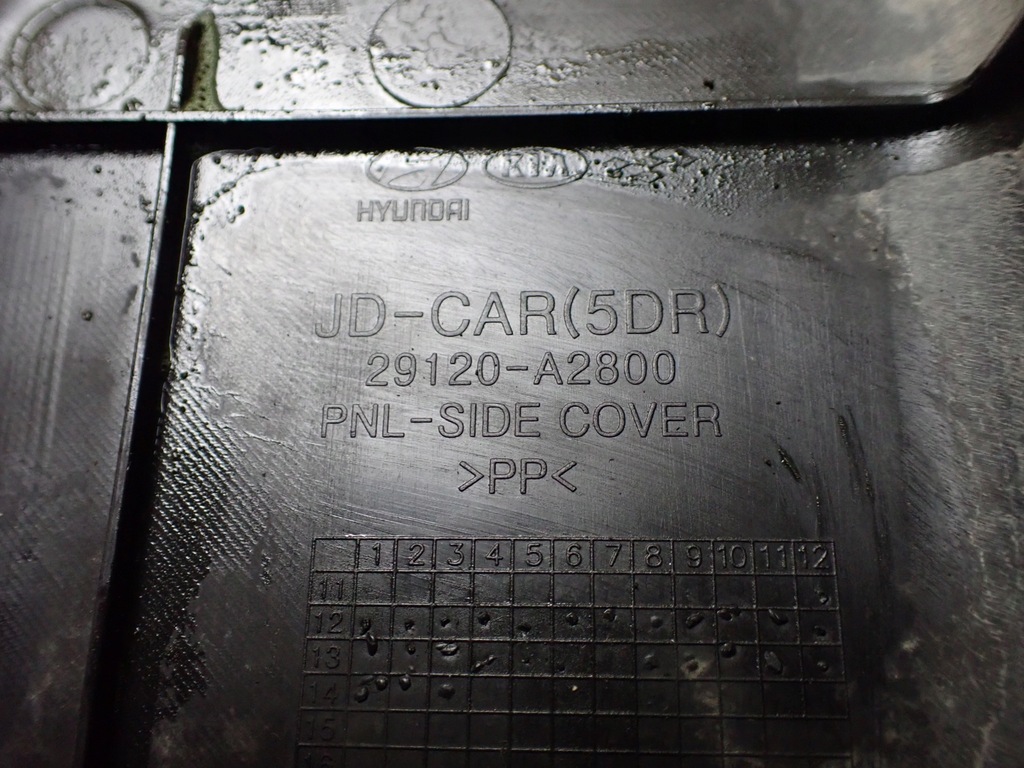 KIA
HYUNDAI
JD-CAR(5DR)
29120-A2800
PNL-SIDE COVER
>PP<
1 2 3 4 5 6 7 8 9 10 11 12
11
12
13
14
15